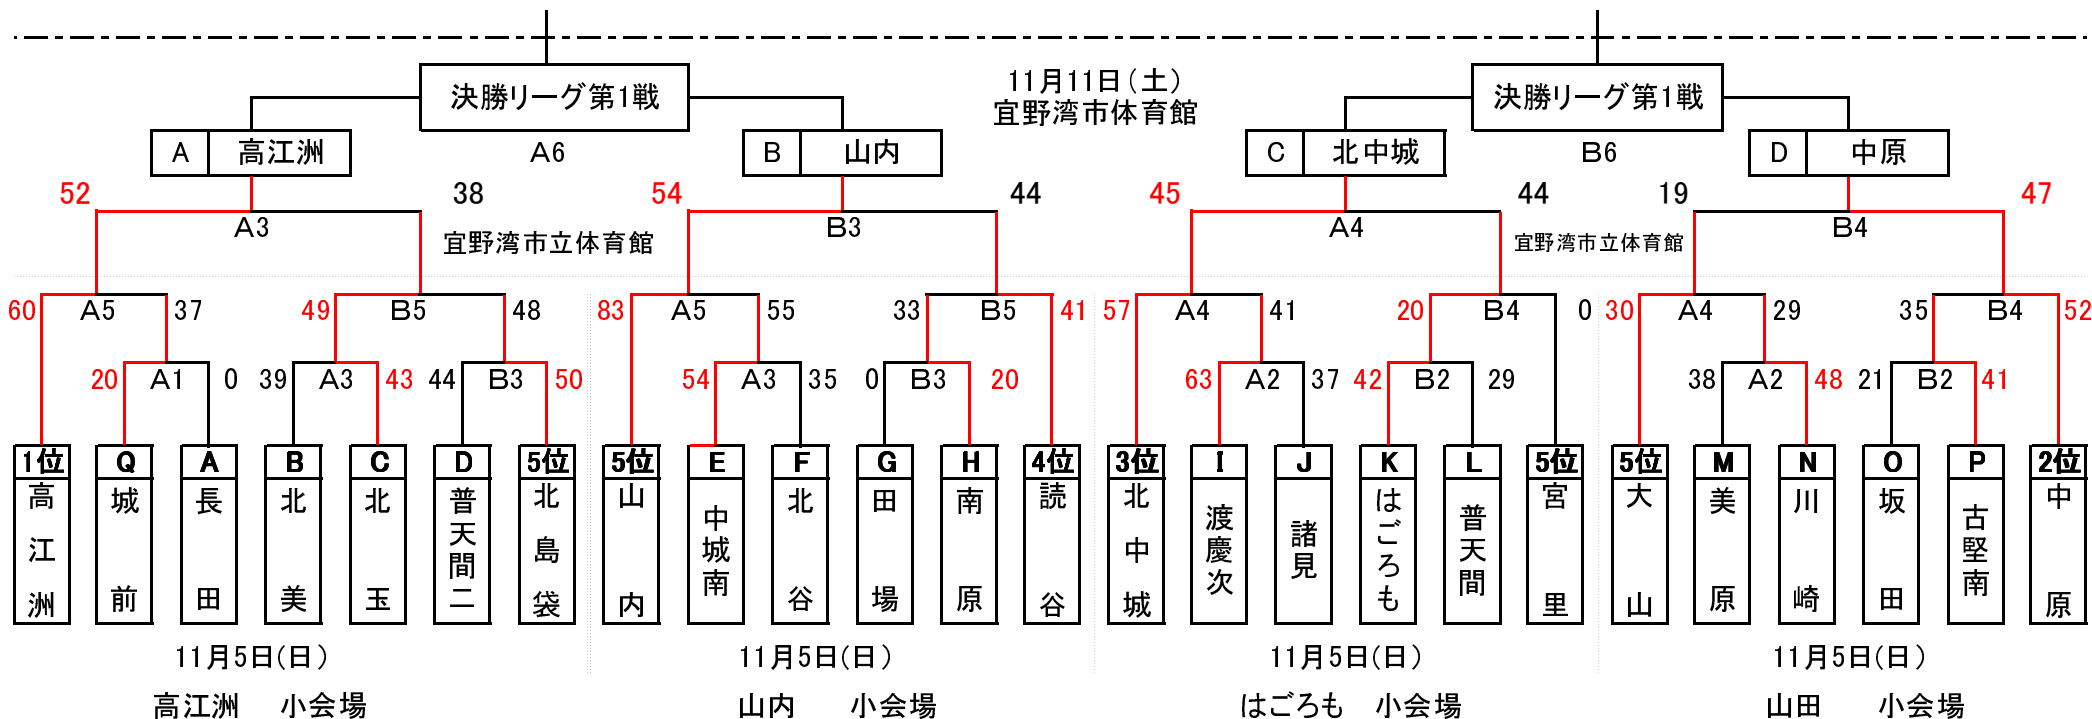 11月11日（土）
宜野湾市体育館
決勝リーグ第1戦
決勝リーグ第1戦
A 高江洲
A6
B 山内
C 北中城
B6
D 中原
52 38 54 44 45 44 19 47
A3 B3 A4 B4
宜野湾市立体育館
宜野湾市立体育館
60 A5 37 49 B5 48 83 A5 55 33 B5 41 57 A4 41 20 B4 0 30 A4 29 35 B4 52
20 A1 0 39 A3 43 44 B3 50 54 A3 35 0 B3 20 63 A2 37 42 B2 29 38 A2 48 21 B2 41
1位 Q A B C D 5位 5位 E F G H 4位 3位 I J K L 5位 5位 M N O P 2位
高江洲
城前
長田
北美
北玉
普天間二
北島袋
山内
中城南
北谷
田場
南原
読谷
北中城
渡慶次
諸見
はごろも
普天間
宮里
大山
美原
川崎
坂田
古堅南
中原
11月5日(日) 11月5日(日) 11月5日(日) 11月5日(日)
高江洲 小会場 山内 小会場 はごろも 小会場 山田 小会場